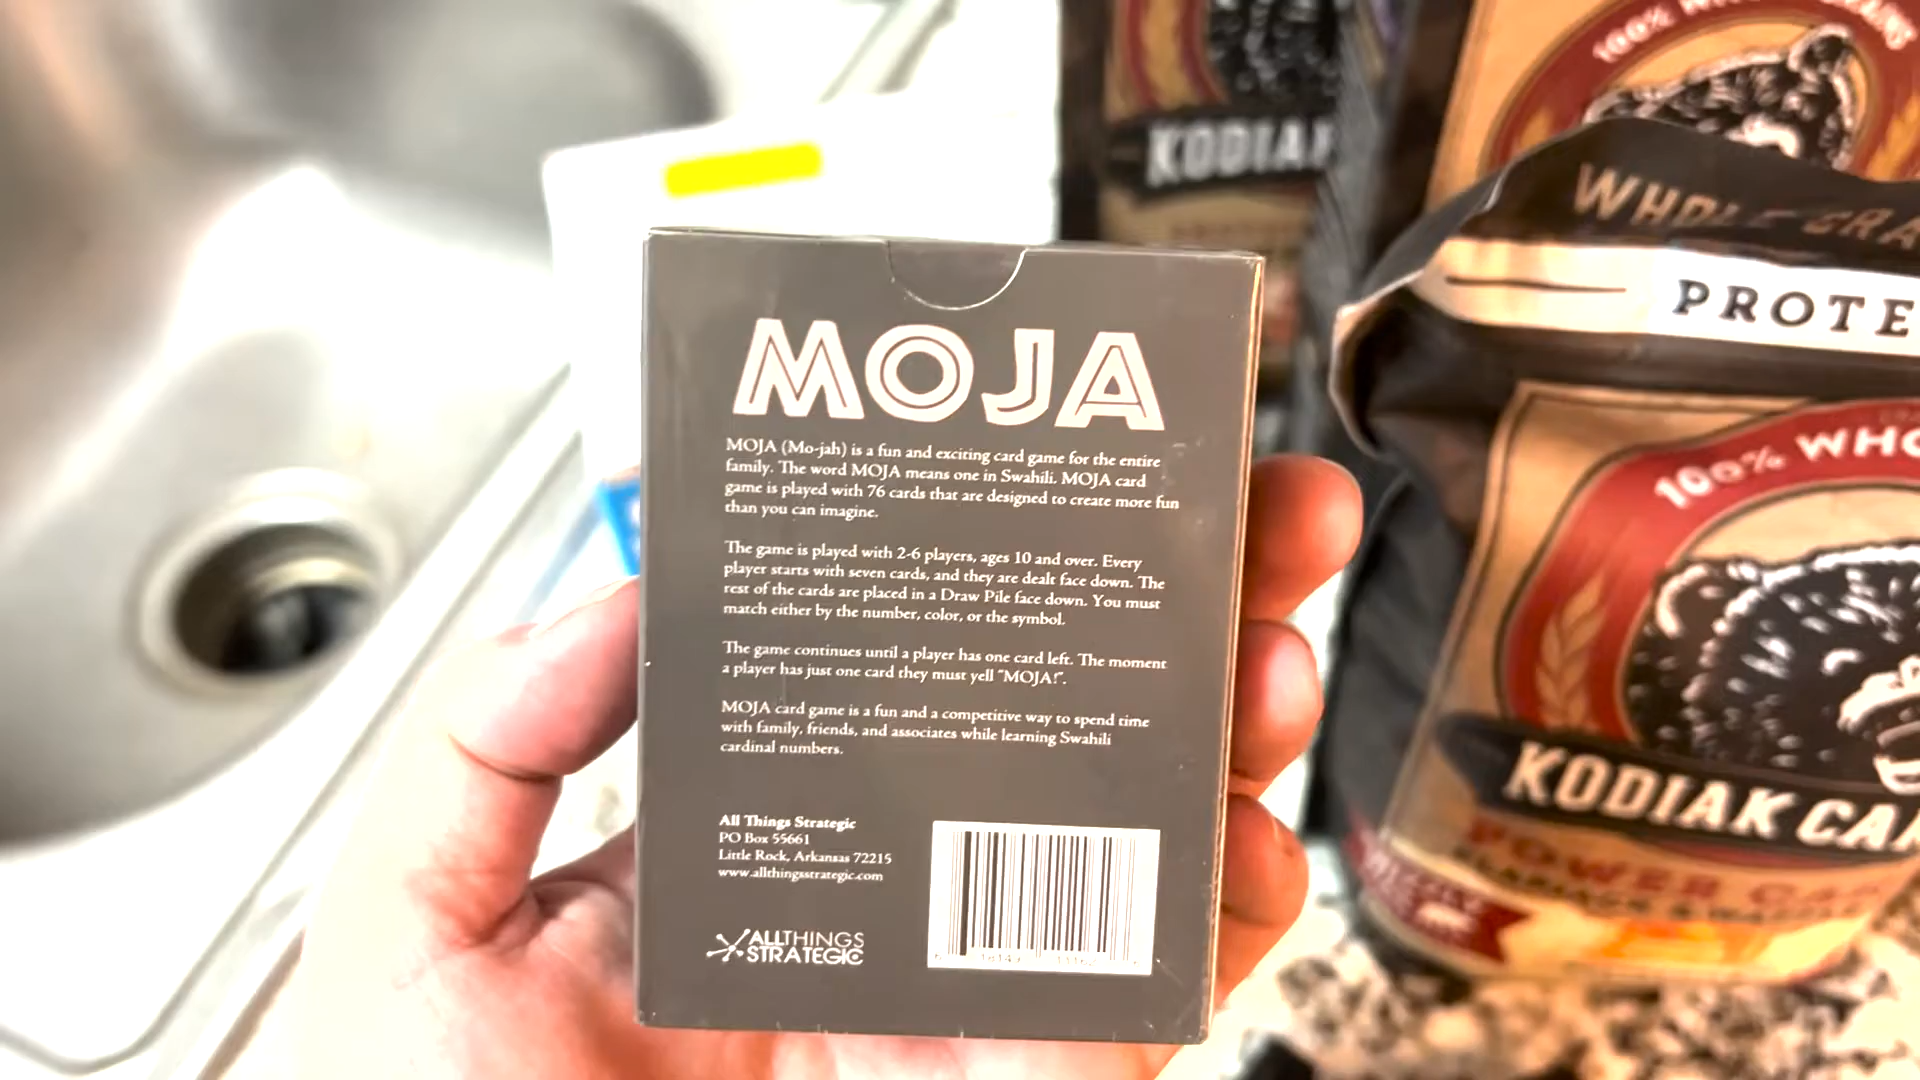 MOJA
MOJA (Mo-jah) is a fun and exciting card game for the entire
family. The word MOJA means one in Swahili. MOJA card
game is played with 76 cards that are designed to create more fun
than you can imagine.
The game is played with 2-6 players, ages 10 and over. Every
player starts with seven cards, and they are dealt face down. The
rest of the cards are placed in a Draw Pile face down. You must
match either by the number, color, or the symbol.
The game continues until a player has one card left. The moment
a player has just one card they must yell "MOJA!".
MOJA card game is a fun and a competitive way to spend time
with family, friends, and associates while learning Swahili
cardinal numbers.
All Things Strategic
PO Box 55661
Little Rock, Arkansas 72215
www.allthingsstrategic.com
ALLTHINGS
STRATEGIC
KODIAK
100%
WHOLE GRA
PROTE
100% WHO
KODIAK CAK
POWER CA